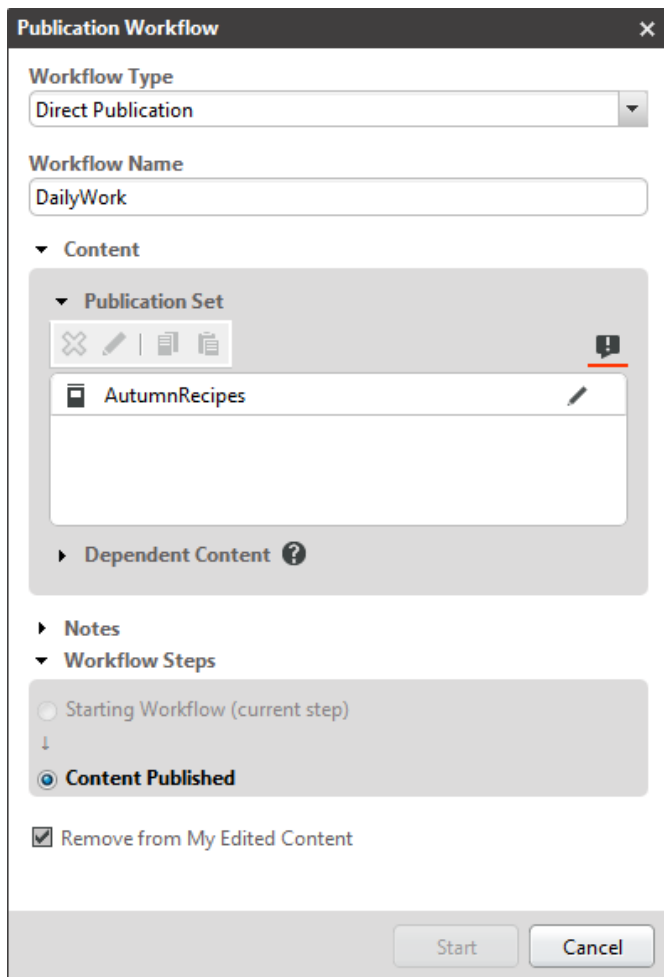 Publication Workflow
Workflow Type
Direct Publication
Workflow Name
DailyWork
Content
Publication Set
AutumnRecipes
Dependent Content
Notes
Workflow Steps
Starting Workflow (current step)
Content Published
Remove from My Edited Content
Start Cancel